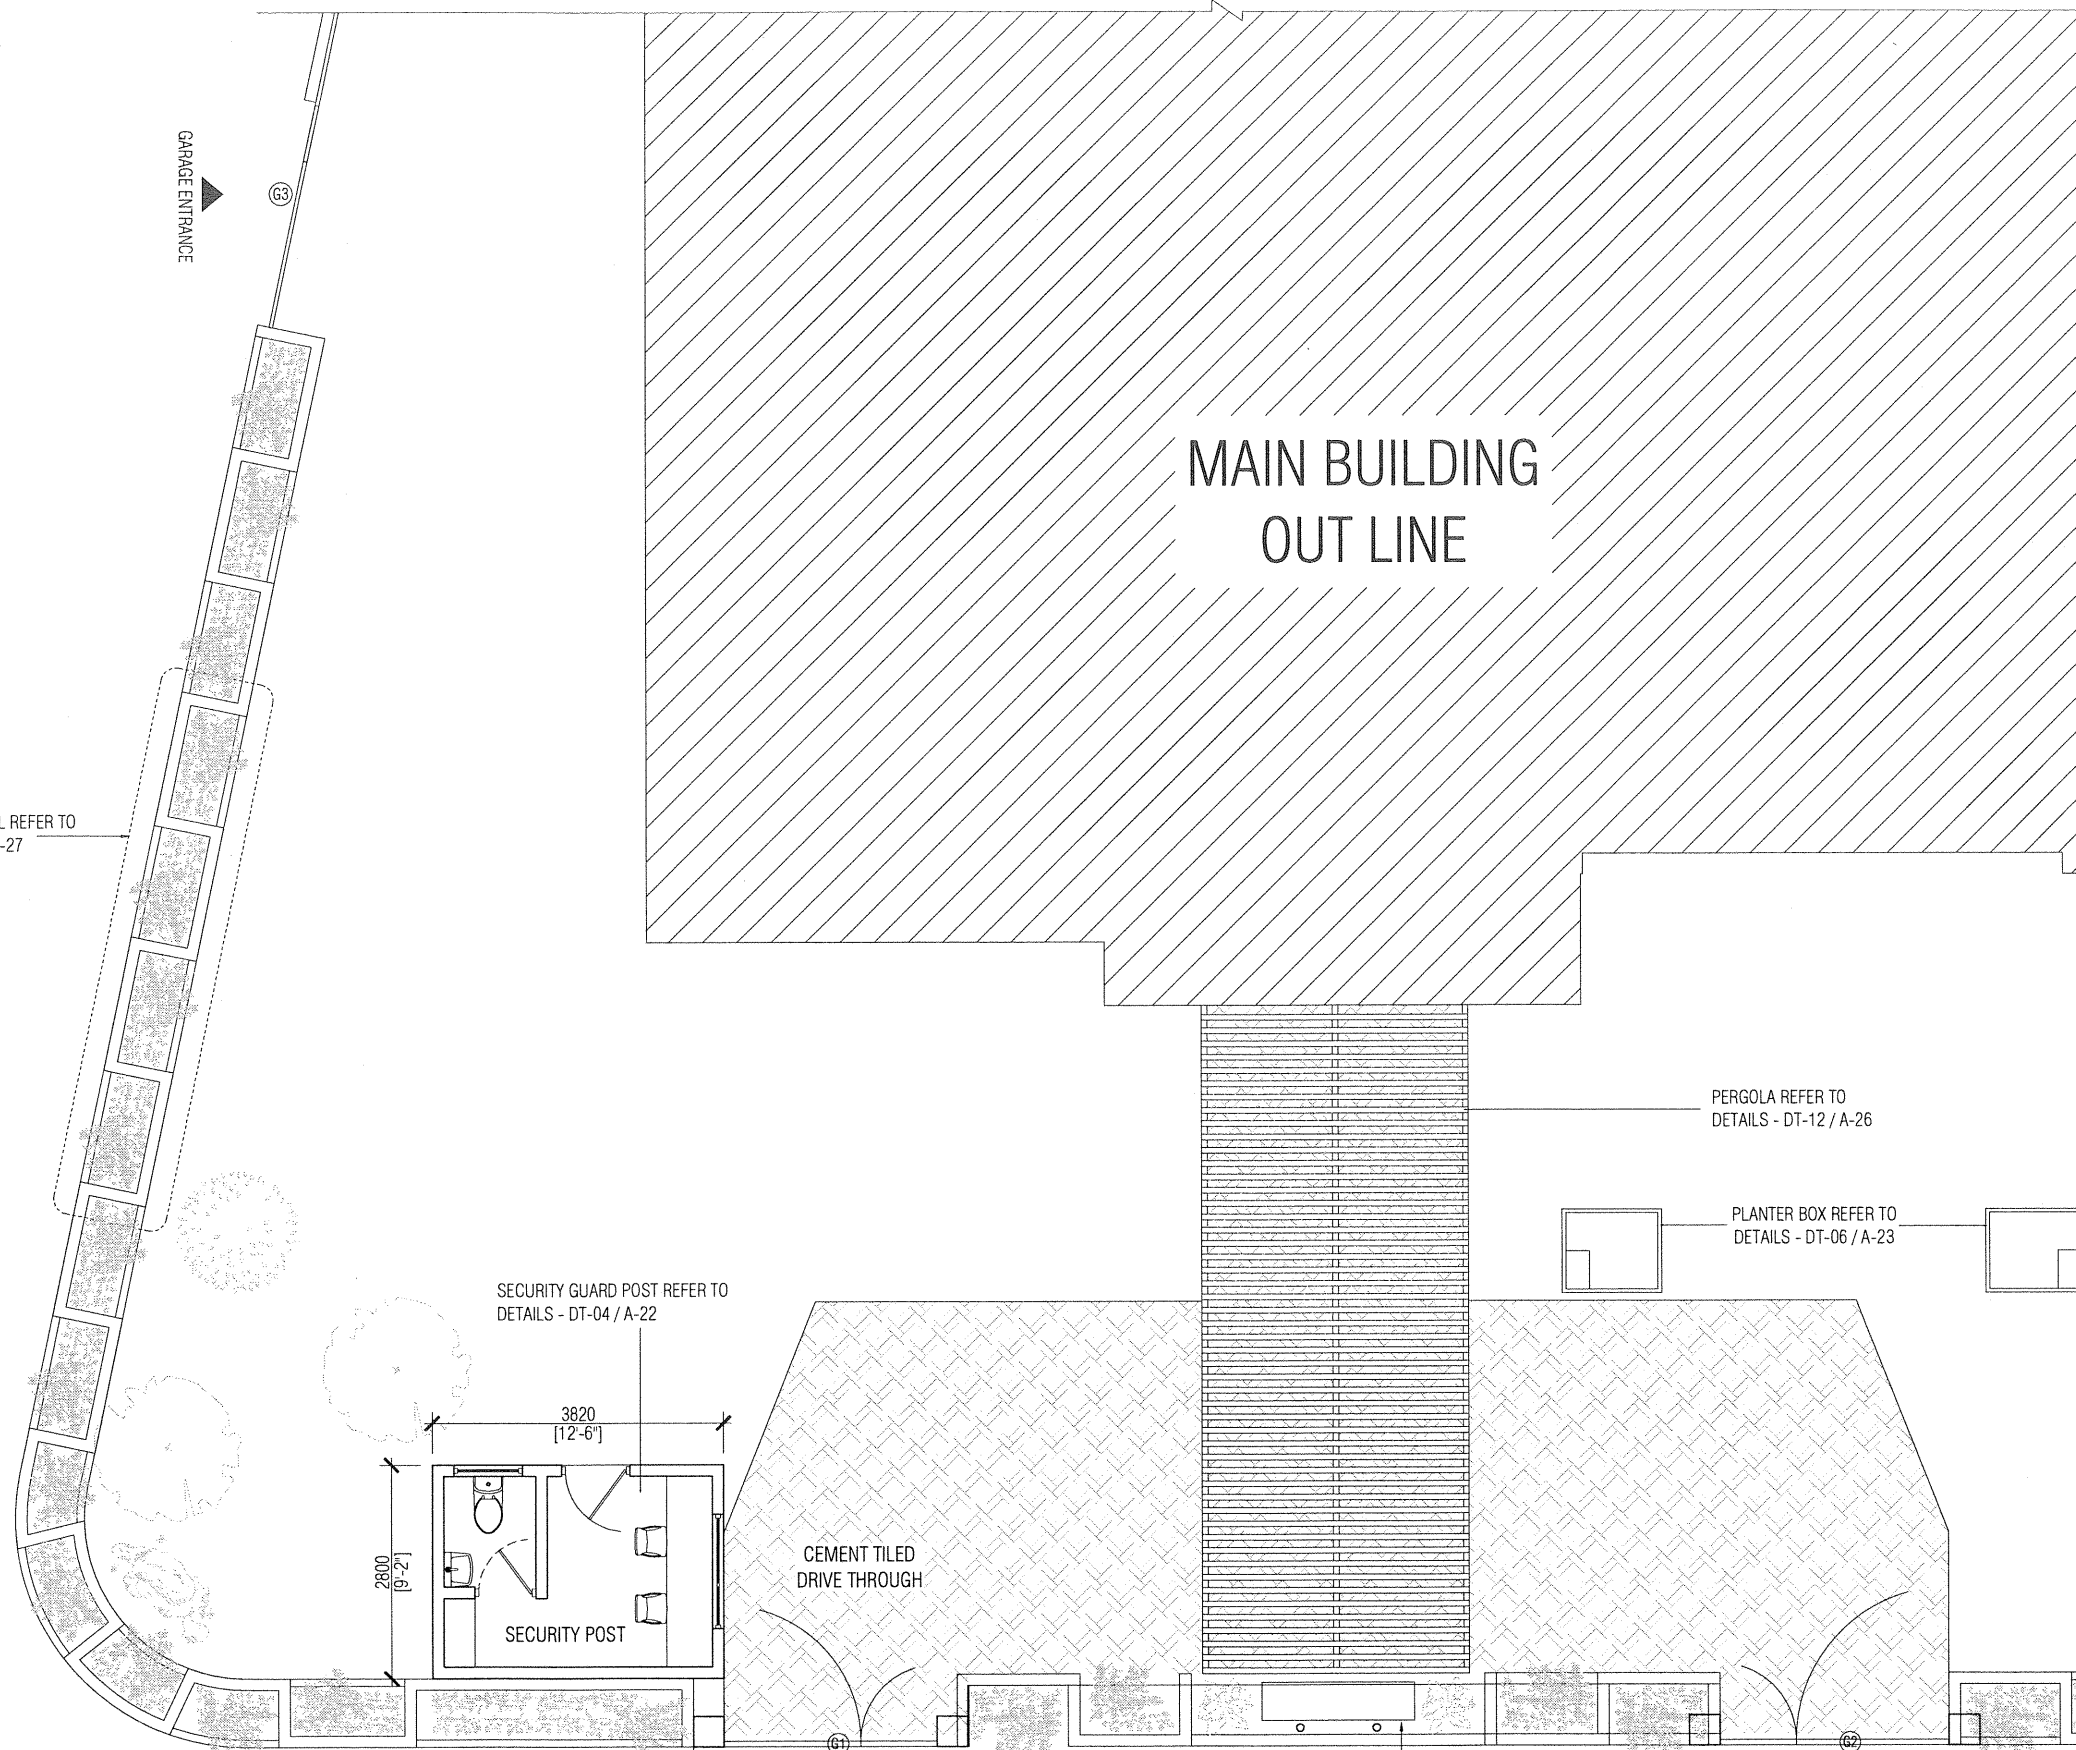 GARAGE ENTRANCE
G3
MAIN BUILDING
OUT LINE
REFER TO
-27
PERGOLA REFER TO
DETAILS - DT-12 / A-26
PLANTER BOX REFER TO
DETAILS - DT-06 / A-23
SECURITY GUARD POST REFER TO
DETAILS - DT-04 / A-22
3820
[12'-6"]
2800
[9'-2"]
CEMENT TILED
DRIVE THROUGH
SECURITY POST
G1
G2